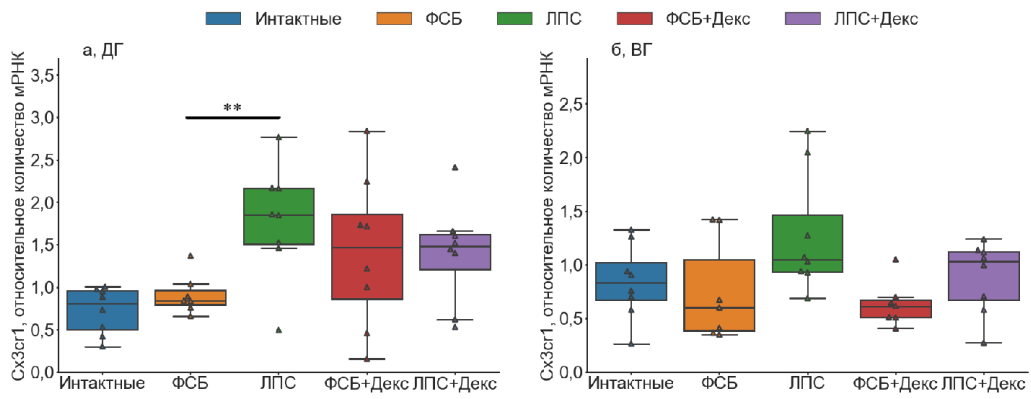 Интактные ФСБ ЛПС ФСБ+Декс ЛПС+Декс
а, ДГ
Cx3cr1, относительное количество мРНК
3,5
3,0
2,5
2,0
1,5
1,0
0,5
0,0
**
Интактные ФСБ ЛПС ФСБ+Декс ЛПС+Декс
б, ВГ
Cx3cr1, относительное количество мРНК
2,5
2,0
1,5
1,0
0,5
0,0
Интактные ФСБ ЛПС ФСБ+Декс ЛПС+Декс